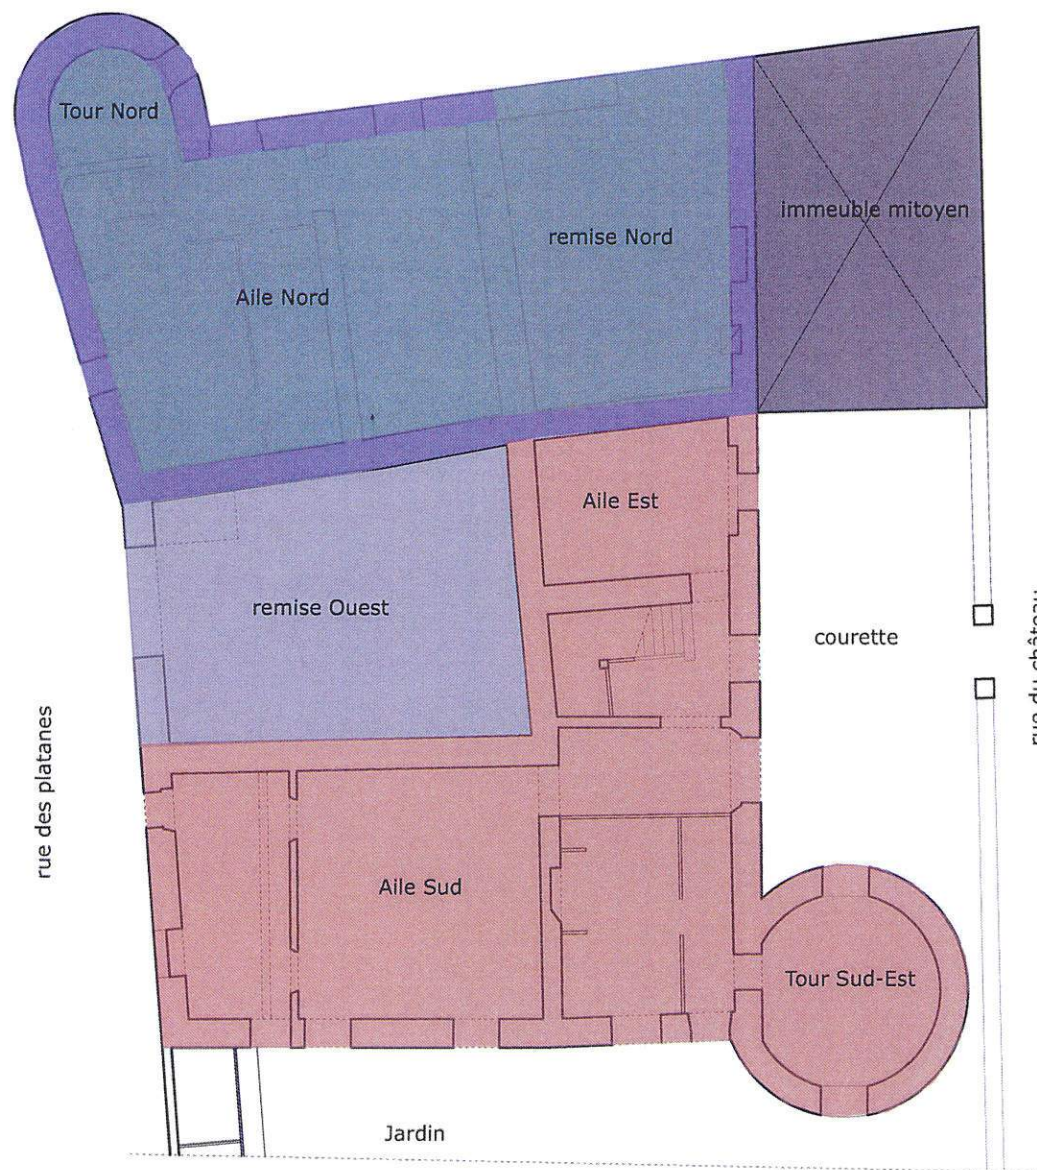 Tour Nord
immeuble mitoyen
remise Nord
Aile Nord
Aile Est
remise Ouest
courette
rue du château
rue des platanes
Aile Sud
Tour Sud-Est
Jardin